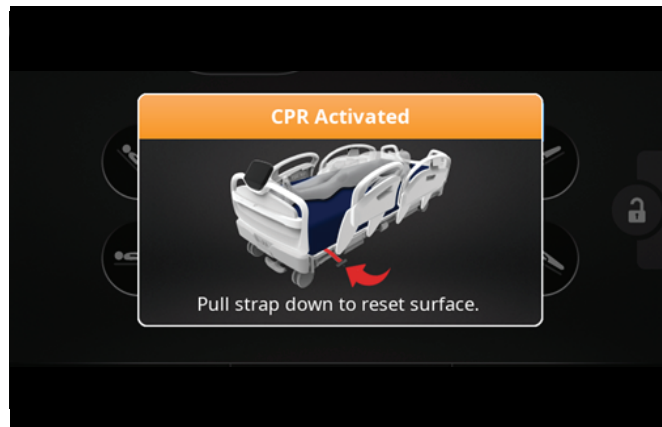 CPR Activated
Pull strap down to reset surface.